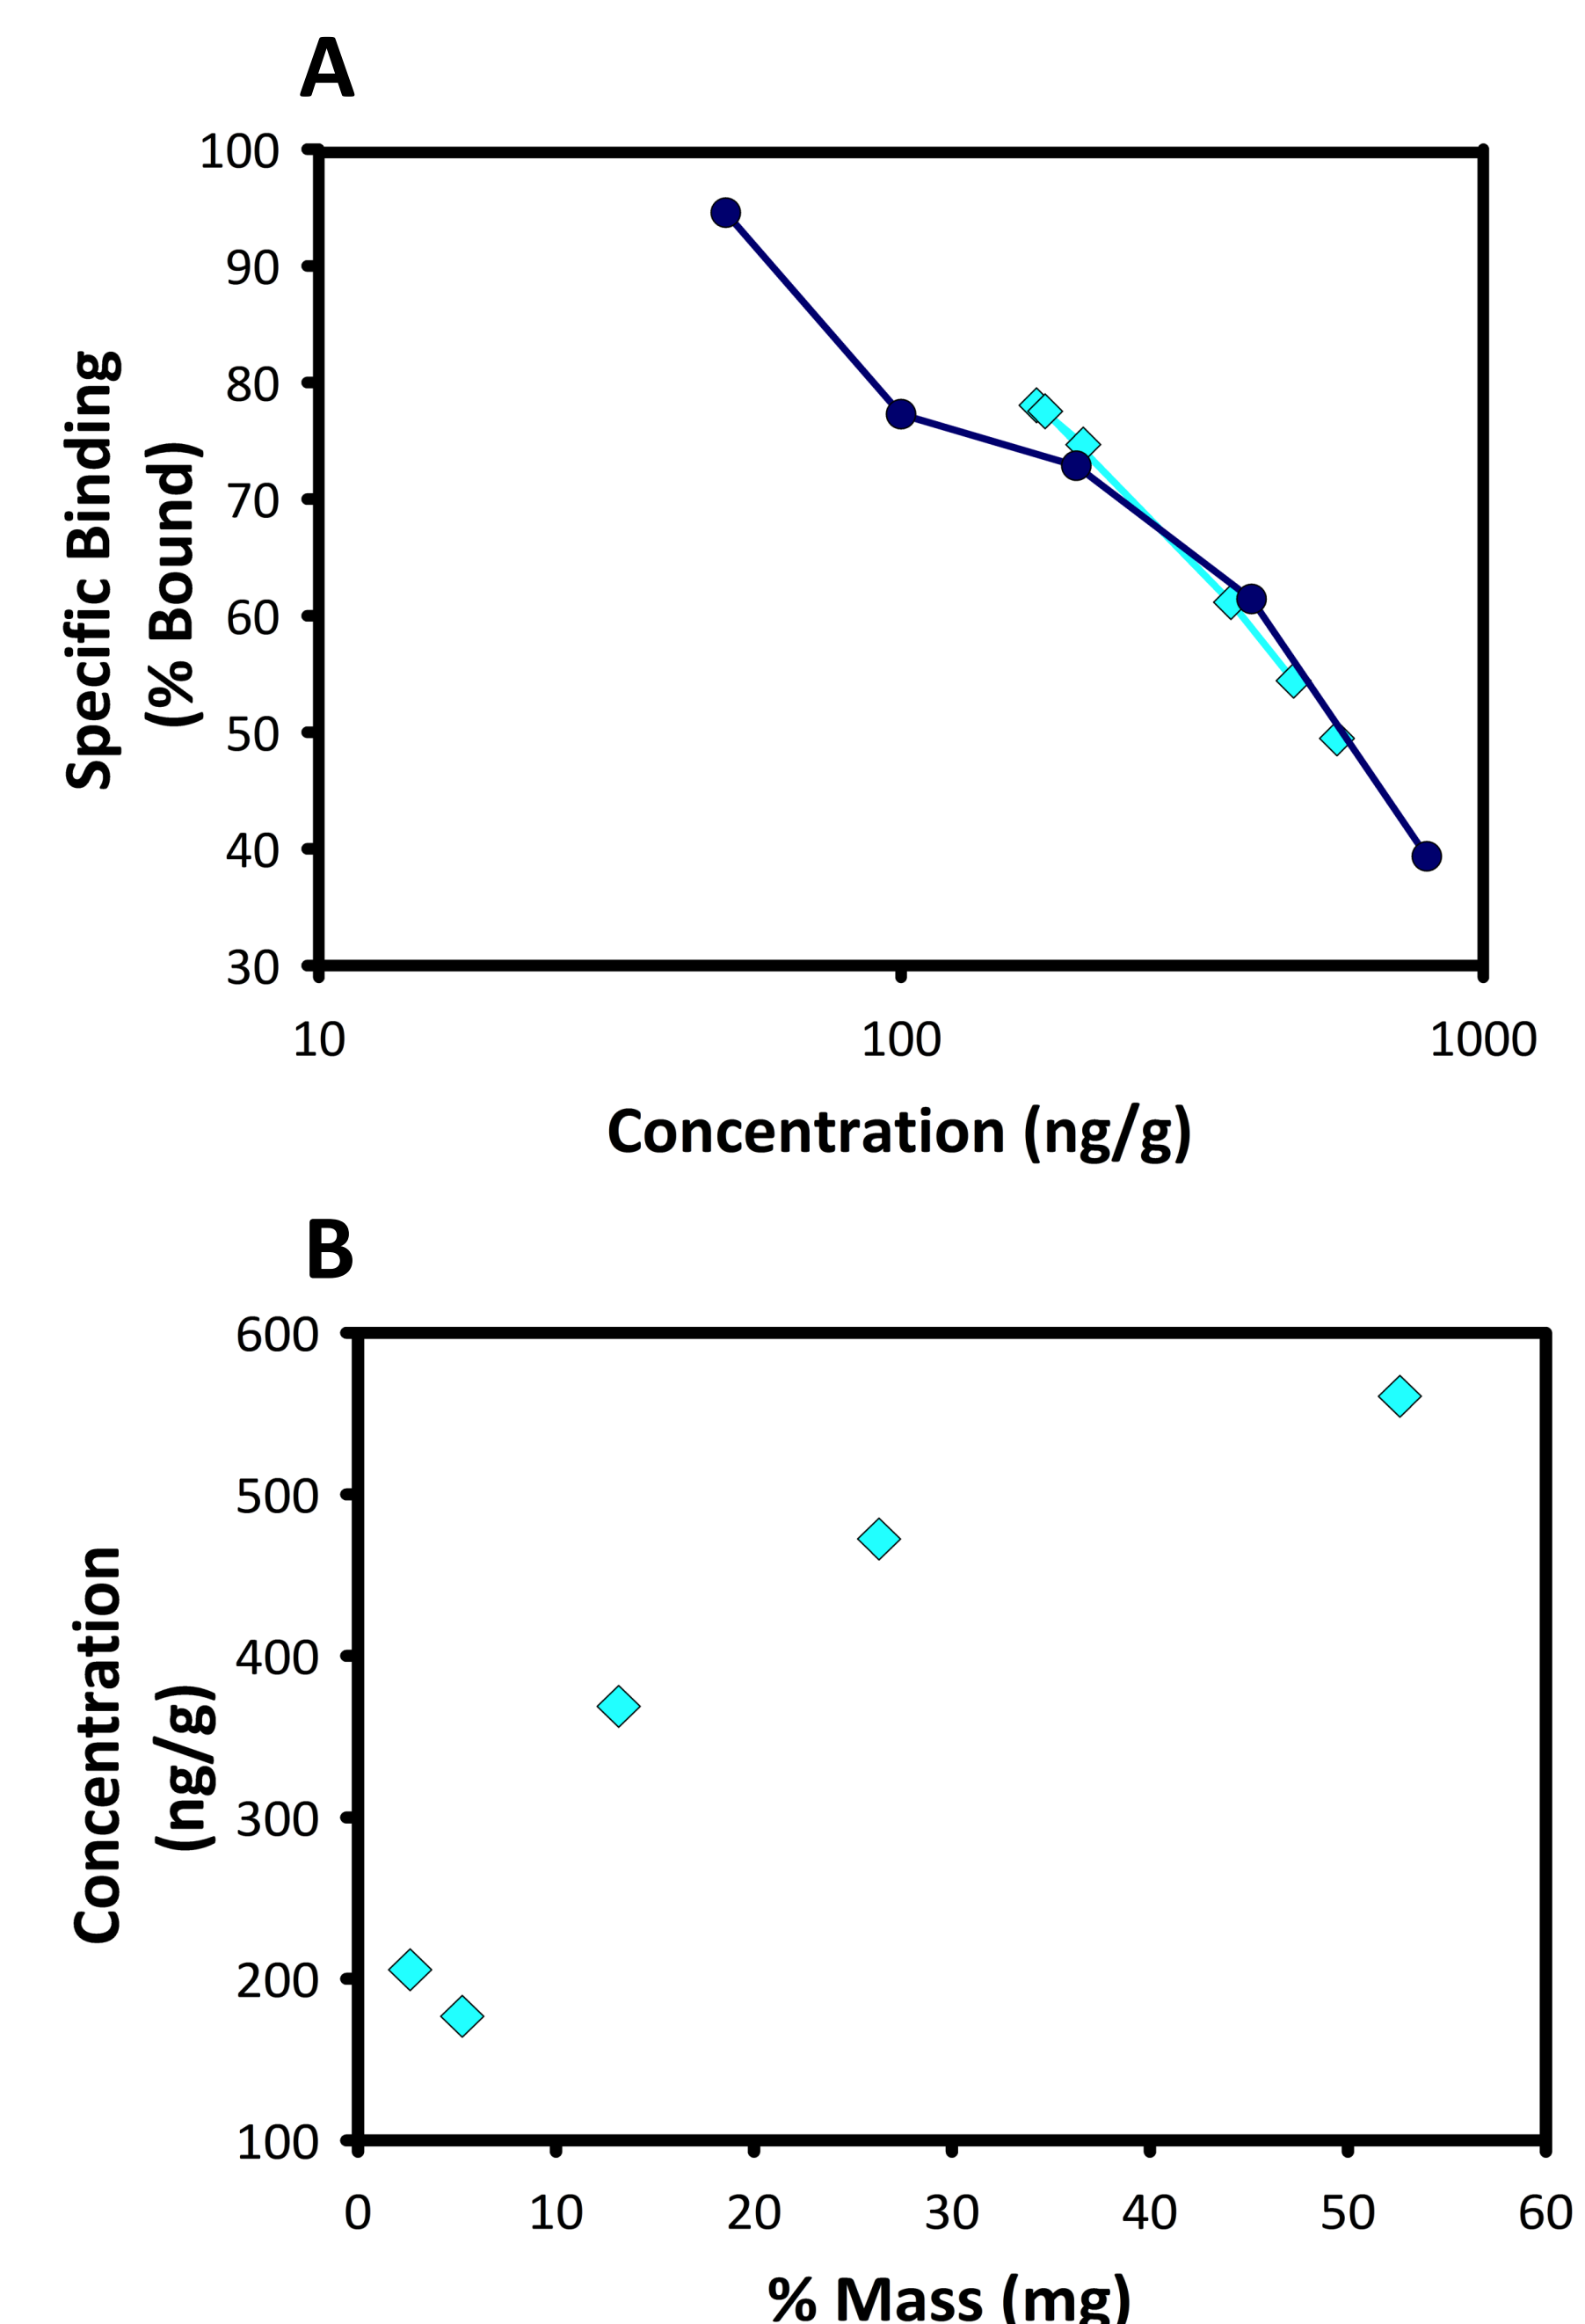 A
100
90
80
70
60
50
40
30
Specific Binding
(% Bound)
10 100 1000
Concentration (ng/g)
B
600
500
400
300
200
100
Concentration
(ng/g)
0 10 20 30 40 50 60
% Mass (mg)